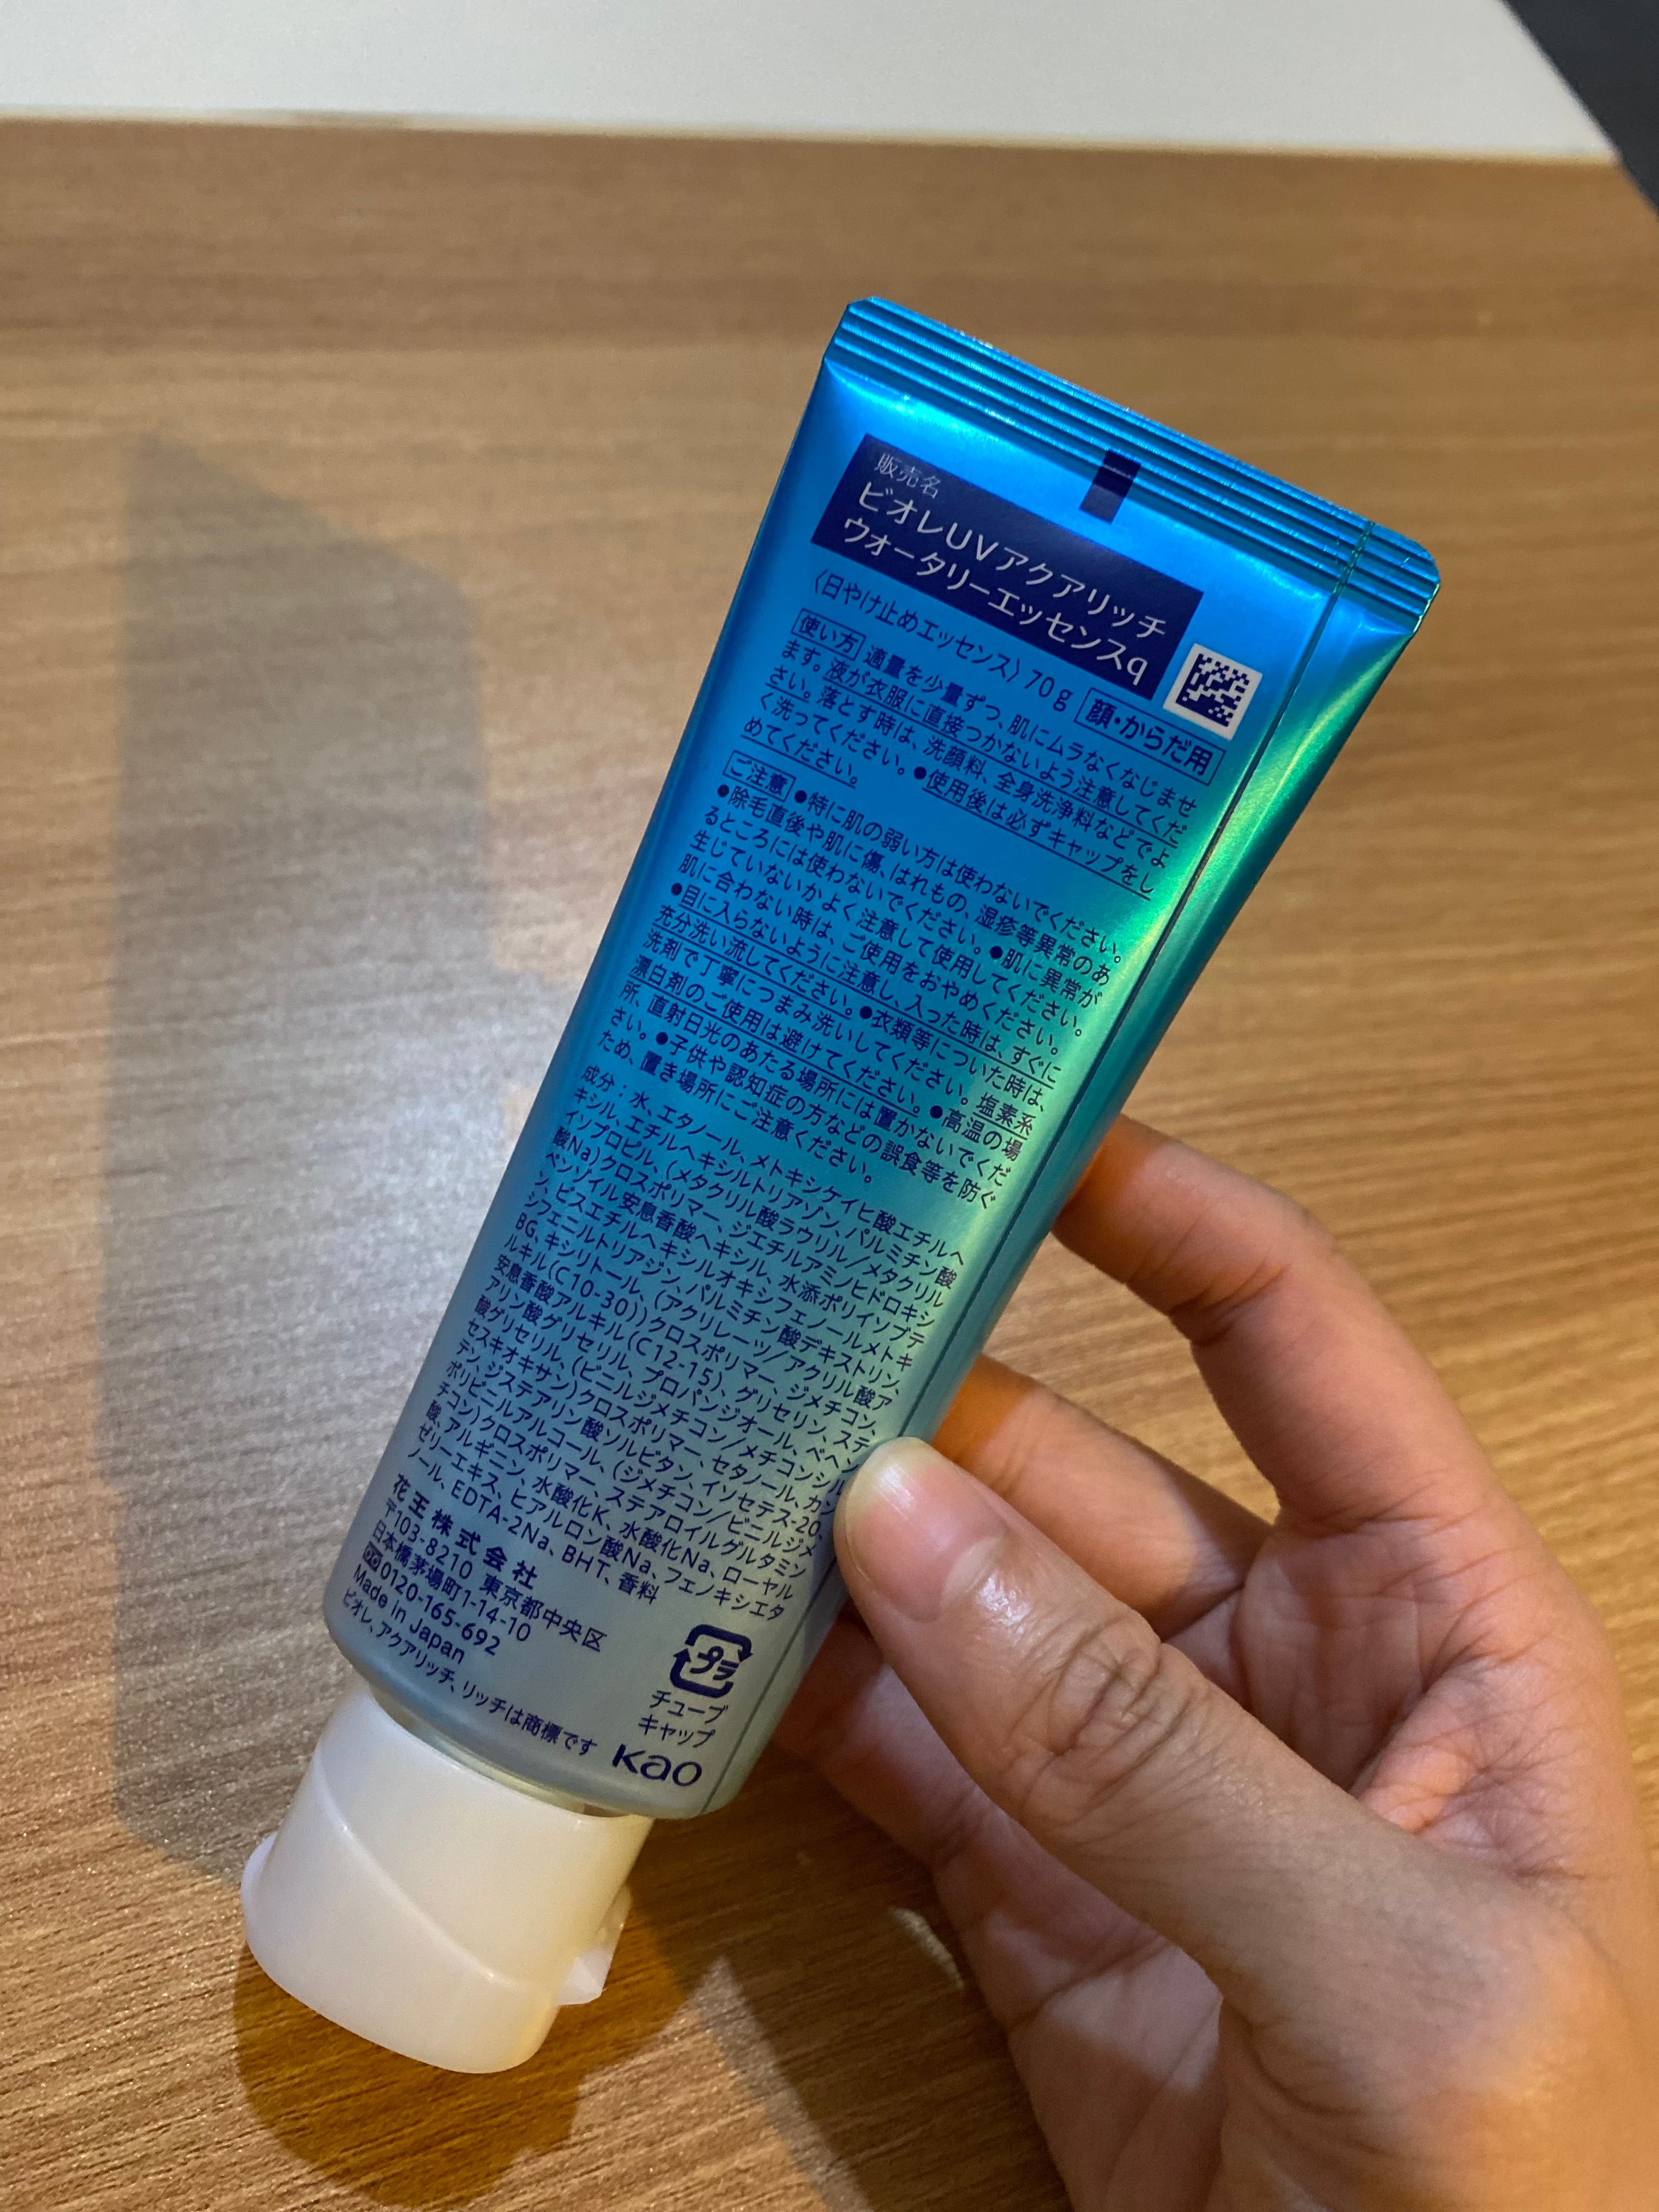 販売名
ビオレUVアクアリッチ
ウオータリーエッセンスq
〈日やけ止めエッセンス〉70g 顔・からだ用
使い方 適量を少量ずつ、肌にムラなくなじませ
ます。液が衣服に直接つかないよう注意してくだ
さい。落とす時は、洗顔料、全身洗浄料などでよ
く洗ってください。●使用後は必ずキャップをし
めてください。
ご注意 ●特に肌の弱い方は使わないでください。
●除毛直後や肌に傷、はれもの、湿疹等異常のあ
るところには使わないでください。●肌に異常が
生じていないかよく注意して使用してください。
肌に合わない時は、ご使用をおやめください。
●目に入らないように注意し、入った時は、すぐに
充分洗い流してください。●衣類等についた時は、
洗剤で丁寧につまみ洗いしてください。塩素系
漂白剤のご使用は避けてください。●高温の場
所、直射日光のあたる場所には置かないでくだ
さい。●子供や認知症の方などの誤食等を防ぐ
ため、置き場所にご注意ください。
成分：水、エタノール、メトキシケイヒ酸エチルヘ
キシル、エチルヘキシルトリアゾン、パルミチン酸
イソプロピル、(メタクリル酸ラウリル/メタクリル
酸Na)クロスポリマー、ジエチルアミノヒドロキシ
ベンゾイル安息香酸ヘキシル、水添ポリイソブテ
ン、ビスエチルヘキシルオキシフェノールメトキ
シフェニルトリアジン、パルミチン酸デキストリン、
BG、キシリトール、(アクリレーツ/アクリル酸ア
ルキル(C10-30))クロスポリマー、ジメチコン、
安息香酸アルキル(C12-15)、グリセリン、ステ
アリン酸グリセリル、プロパンジオール、ベヘン
酸グリセリル、(ビニルジメチコン/メチコンシル
セスキオキサン)クロスポリマー、セタノール、カン
テン、ジステアリン酸ソルビタン、イソセテス-20、
ポリビニルアルコール、(ジメチコン/ビニルジメ
チコン)クロスポリマー、ステアロイルグルタミン
酸、アルギニン、水酸化K、水酸化Na、ローヤル
ゼリーエキス、ヒアルロン酸Na、フェノキシエタ
ノール、EDTA-2Na、BHT、香料
花王株式会社
〒103-8210 東京都中央区
日本橋茅場町1-14-10
0120-165-692
Made in Japan
ビオレ、アクアリッチ、リッチは商標です
プラ
チューブ
キャップ
Kao